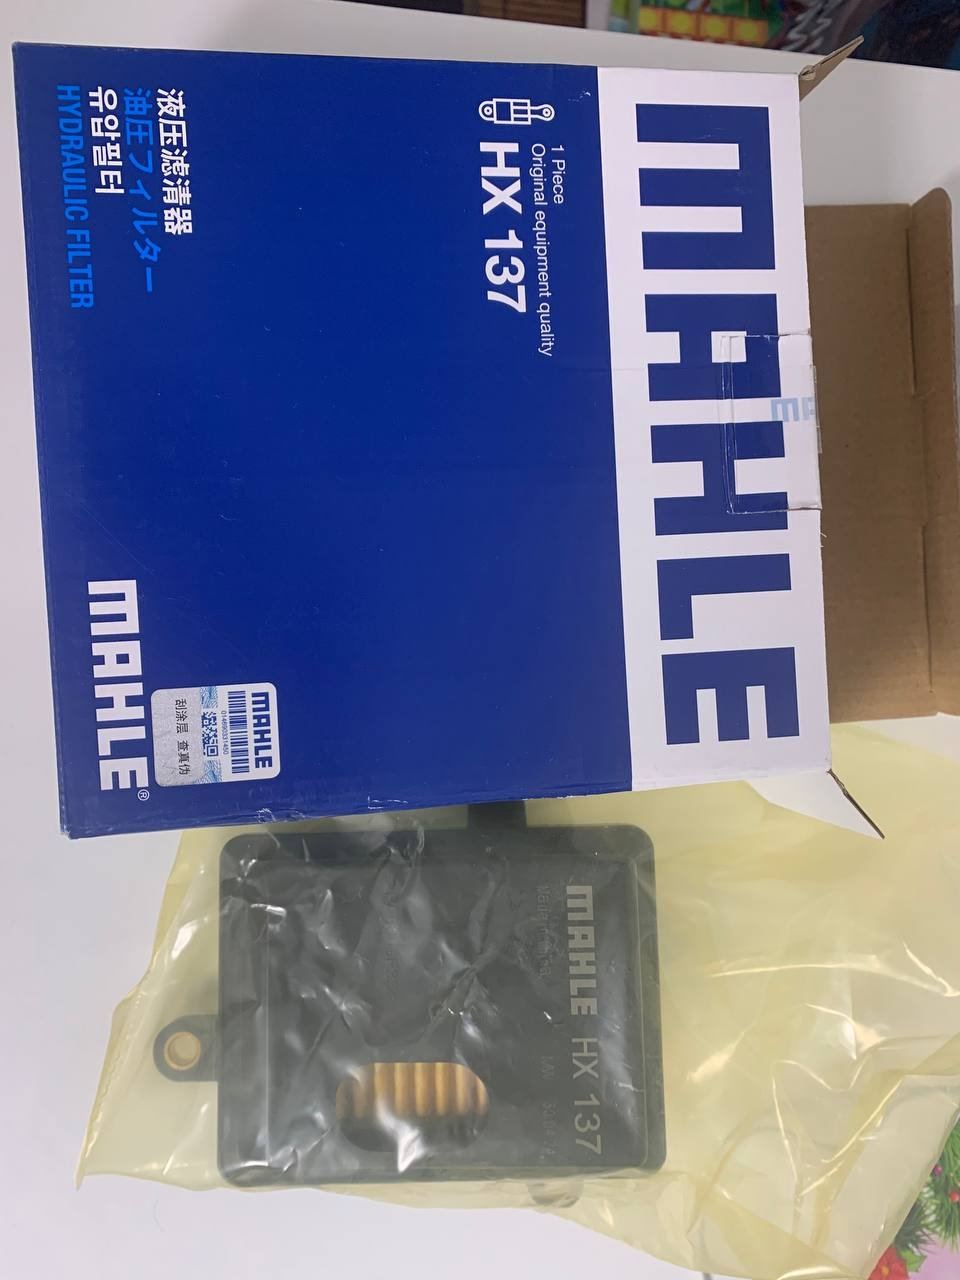 MAHLE
1 Piece
Original equipment quality
HX 137
液压滤清器
油圧フィルター
유압필터
HYDRAULIC FILTER
MAHLE®
MAHLE
刮涂层 查真伪
MAHLE HX 137